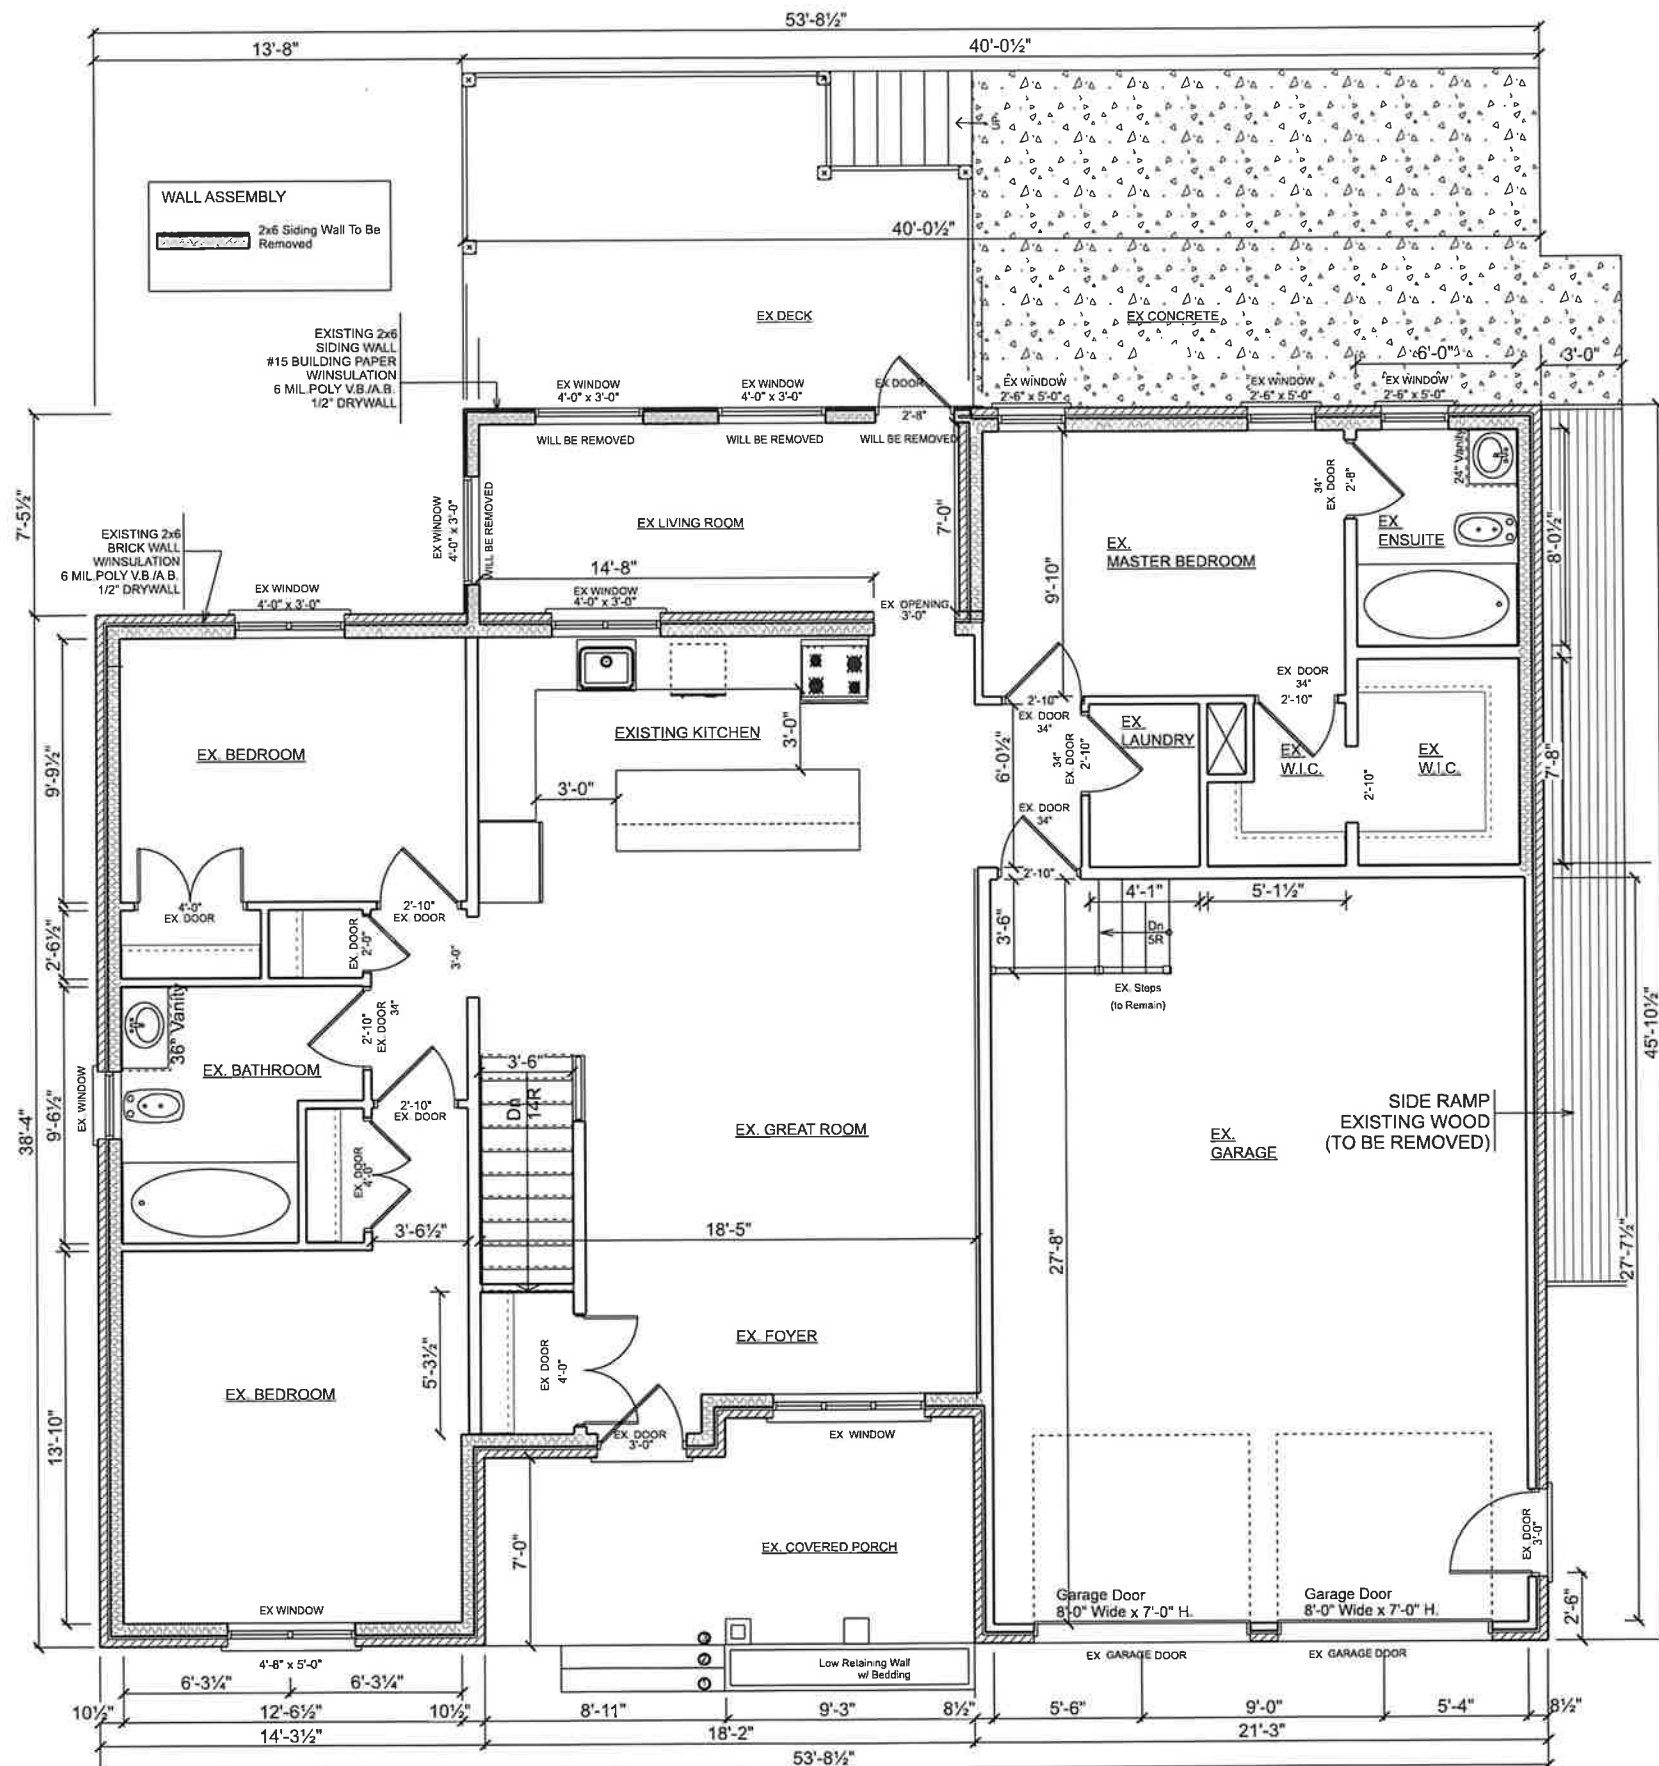 53'-8½"
13'-8"
40'-0½"
UP
WALL ASSEMBLY
2x6 Siding Wall To Be
Removed
40'-0½"
EX DECK
EX CONCRETE
6'-0"
3'-0"
EXISTING 2x6
SIDING WALL
#15 BUILDING PAPER
W/INSULATION
6 MIL.POLY V.B./A.B.
1/2" DRYWALL
EX WINDOW
4'-0" x 3'-0"
EX WINDOW
4'-0" x 3'-0"
EX DOOR
2'-8"
EX WINDOW
2'-6" x 5'-0"
EX WINDOW
2'-6" x 5'-0"
EX WINDOW
2'-6" x 5'-0"
WILL BE REMOVED
WILL BE REMOVED
WILL BE REMOVED
7'-5½"
EX WINDOW
4'-0" x 3'-0"
WILL BE REMOVED
EX LIVING ROOM
7'-0"
9'-10"
EX.
MASTER BEDROOM
34"
EX. DOOR
2'-8"
24" Vanity
EX
ENSUITE
8'-0½"
EXISTING 2x6
BRICK WALL
W/INSULATION
6 MIL.POLY V.B./A.B.
1/2" DRYWALL
EX WINDOW
4'-0" x 3'-0"
14'-8"
EX WINDOW
4'-0" x 3'-0"
EX. OPENING
3'-0"
EX DOOR
34"
2'-10"
2'-10"
EX DOOR
34"
EX.
LAUNDRY
EX
W.I.C.
EX
W.I.C.
7'-8"
EX. BEDROOM
EXISTING KITCHEN
3'-0"
3'-0"
6'-0½"
34"
EX. DOOR
2'-10"
2'-10"
EX. DOOR
34"
2'-10"
9'-9½"
4'-0"
EX. DOOR
2'-10"
EX. DOOR
2'-6½"
EX. DOOR
2'-0"
3'-0"
3'-6"
4'-1"
5'-1½"
Dn
5R
EX. Steps
(to Remain)
36" Vanity
2'-10"
EX. DOOR
34"
EX. BATHROOM
EX. WINDOW
9'-6½"
38'-4"
2'-10"
EX. DOOR
EX. DOOR
4'-0"
3'-6"
Dn
14R
EX. GREAT ROOM
EX.
GARAGE
SIDE RAMP
EXISTING WOOD
(TO BE REMOVED)
45'-10½"
3'-6½"
18'-5"
27'-8"
27'-7½"
5'-3½"
EX. DOOR
4'-0"
EX. FOYER
EX. BEDROOM
13'-10"
EX. DOOR
3'-0"
EX WINDOW
7'-0"
EX. COVERED PORCH
EX DOOR
3'-0"
2'-6"
EX WINDOW
4'-8" x 5'-0"
Garage Door
8'-0" Wide x 7'-0" H.
Garage Door
8'-0" Wide x 7'-0" H.
EX GARAGE DOOR
EX GARAGE DOOR
Low Retaining Wall
w/ Bedding
6'-3¼"
6'-3¼"
10½"
12'-6½"
10½"
8'-11"
9'-3"
8½"
5'-6"
9'-0"
5'-4"
8½"
14'-3½"
18'-2"
21'-3"
53'-8½"